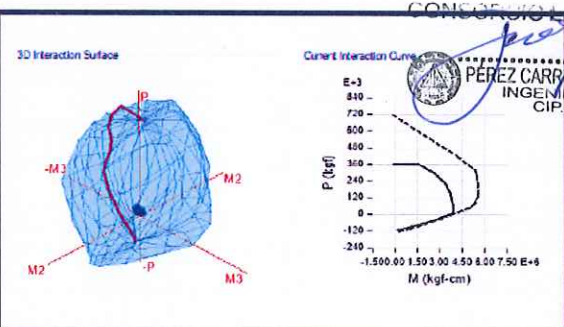 CONSORCIO
3D Interaction Surface
Current Interaction Curve
PÉREZ CARR
INGENI
CIP.
P
-M3
M2
M2
M3
-P
E+3
840
720
600
480
360
240
120
0
-120
-240
P (kgf)
-1.50 0.00 1.50 3.00 4.50 6.00 7.50 E+6
M (kgf-cm)